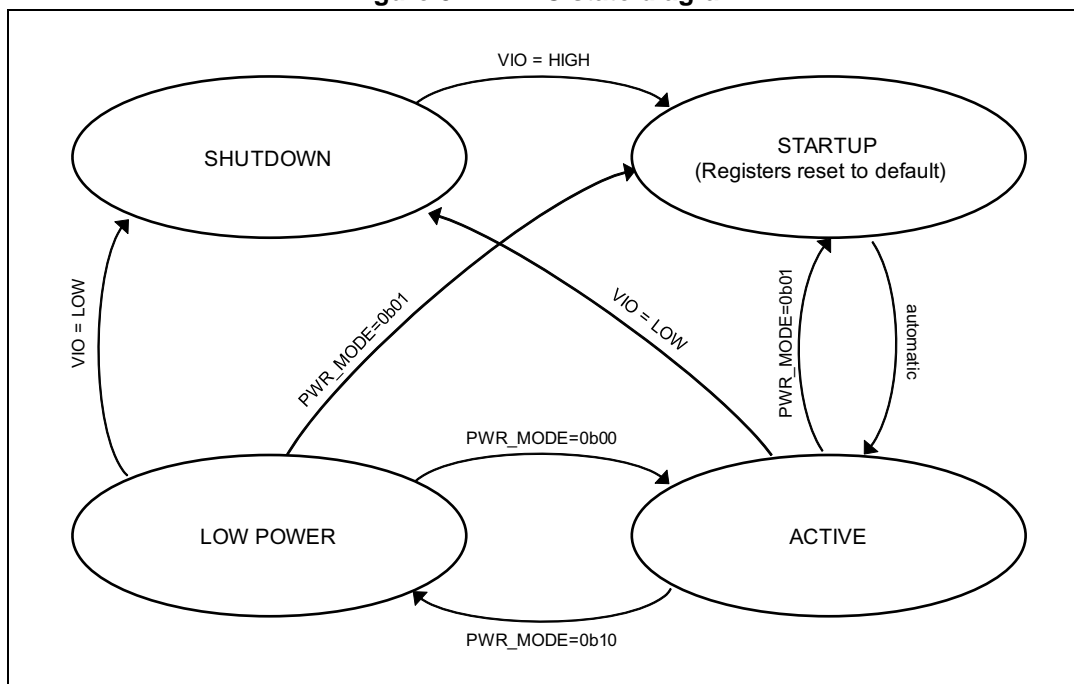 VIO = HIGH
SHUTDOWN
STARTUP
(Registers reset to default)
VIO = LOW
PWR_MODE=0b01
VIO = LOW
PWR_MODE=0b01
automatic
PWR_MODE=0b00
LOW POWER
ACTIVE
PWR_MODE=0b10